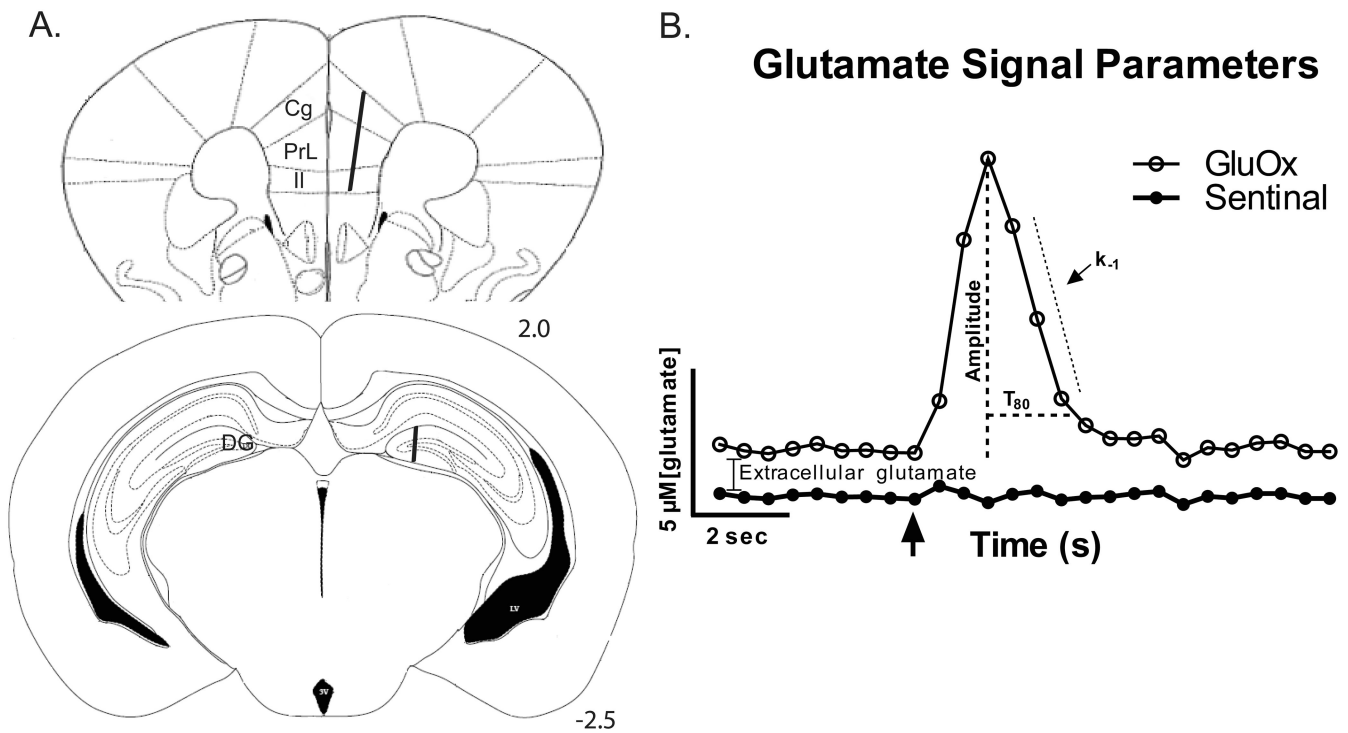 A.
Cg
PrL
Il
2.0
DG
LV
3V
-2.5
B.
Glutamate Signal Parameters
GluOx
Sentinal
k-1
Amplitude
T80
5 µM [glutamate]
Extracellular glutamate
2 sec
Time (s)